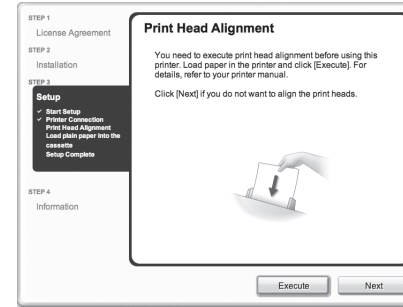 STEP 1
License Agreement
STEP 2
Installation
STEP 3
Setup
✓ Start Setup
✓ Printer Connection
Print Head Alignment
Load plain paper into the
cassette
Setup Complete
STEP 4
Information
Print Head Alignment
You need to execute print head alignment before using this
printer. Load paper in the printer and click [Execute]. For
details, refer to your printer manual.
Click [Next] if you do not want to align the print heads.
Execute
Next